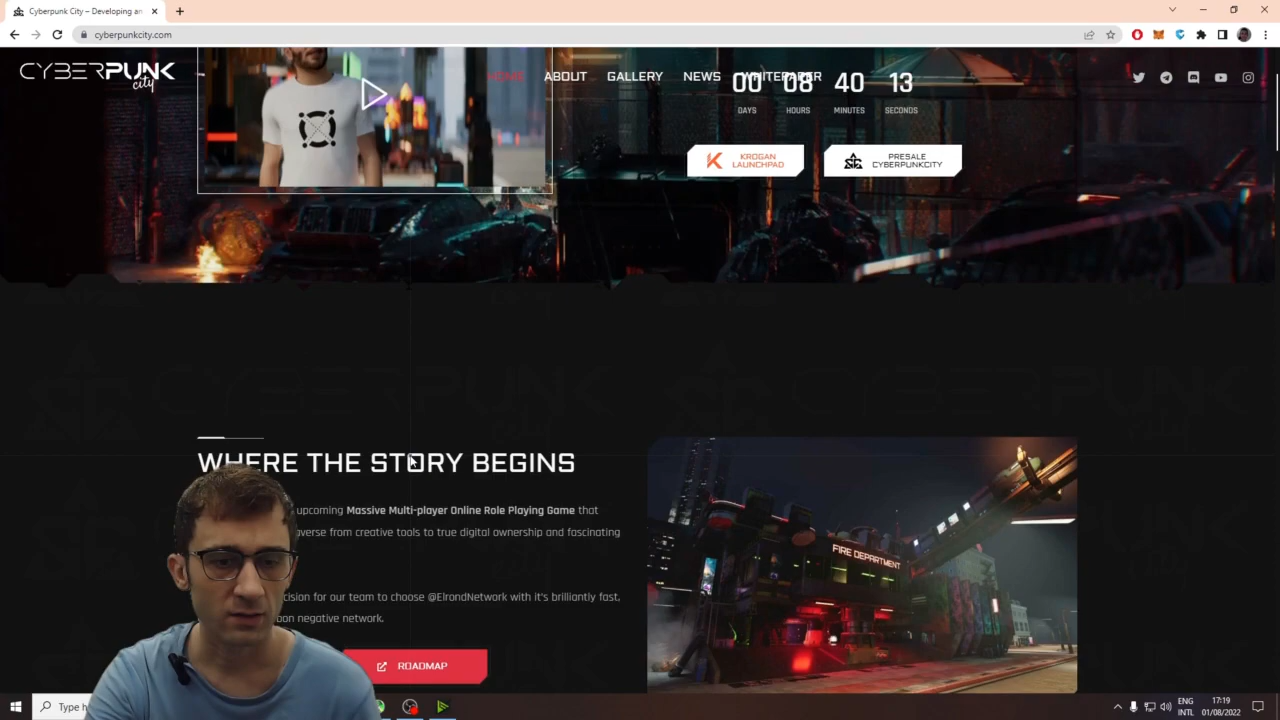 Cyberpunk City – Developing an
cyberpunkcity.com
CYBERPUNK
city
HOME
ABOUT
GALLERY
NEWS
WHITEPAPER
00
08
40
13
DAYS
HOURS
MINUTES
SECONDS
KROGAN
LAUNCHPAD
PRESALE
CYBERPUNKCITY
WHERE THE STORY BEGINS
upcoming Massive Multi-player Online Role Playing Game that
averse from creative tools to true digital ownership and fascinating
FIRE DEPARTMENT
cision for our team to choose @ElrondNetwork with it's brilliantly fast,
negative network.
ROADMAP
Type h
ENG
INTL
17:19
01/08/2022